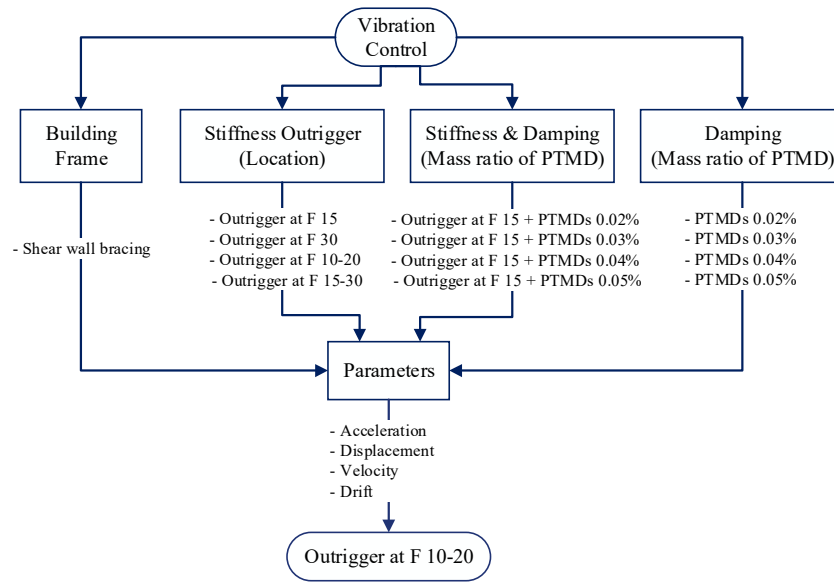 Vibration
Control
Building
Frame
Stiffness Outrigger
(Location)
Stiffness & Damping
(Mass ratio of PTMD)
Damping
(Mass ratio of PTMD)
- Shear wall bracing
- Outrigger at F 15
- Outrigger at F 30
- Outrigger at F 10-20
- Outrigger at F 15-30
- Outrigger at F 15 + PTMDs 0.02%
- Outrigger at F 15 + PTMDs 0.03%
- Outrigger at F 15 + PTMDs 0.04%
- Outrigger at F 15 + PTMDs 0.05%
- PTMDs 0.02%
- PTMDs 0.03%
- PTMDs 0.04%
- PTMDs 0.05%
Parameters
- Acceleration
- Displacement
- Velocity
- Drift
Outrigger at F 10-20